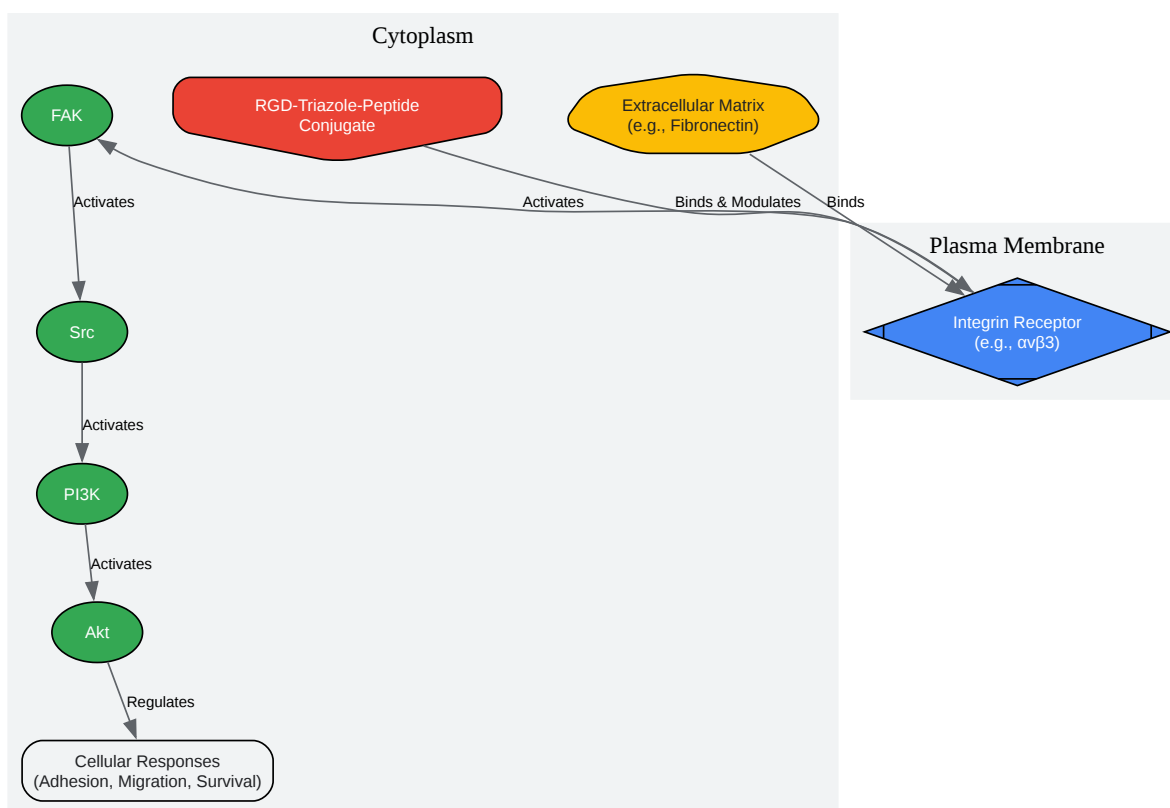 Cytoplasm
FAK
RGD-Triazole-Peptide
Conjugate
Extracellular Matrix
(e.g., Fibronectin)
Activates
Activates
Binds & Modulates
Binds
Plasma Membrane
Integrin Receptor
(e.g., αvβ3)
Src
Activates
PI3K
Activates
Akt
Regulates
Cellular Responses
(Adhesion, Migration, Survival)